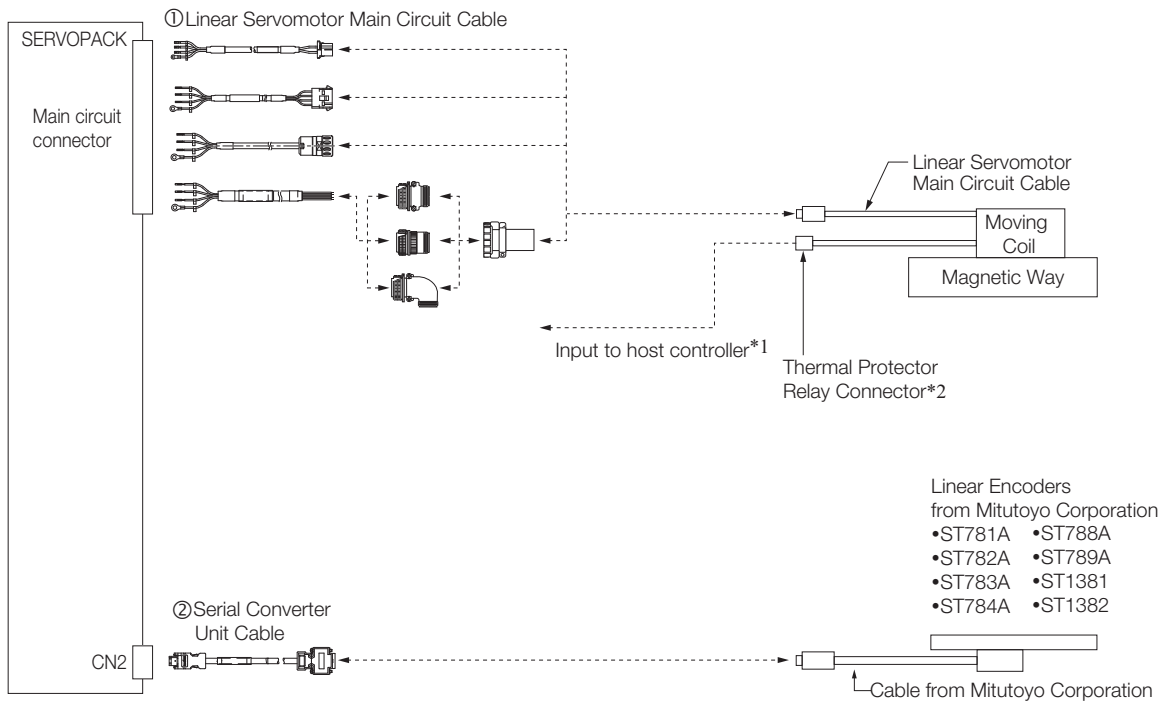 ①Linear Servomotor Main Circuit Cable
SERVOPACK
Main circuit
connector
Linear Servomotor
Main Circuit Cable
Moving
Coil
Magnetic Way
Input to host controller*1
Thermal Protector
Relay Connector*2
Linear Encoders
from Mitutoyo Corporation
•ST781A •ST788A
•ST782A •ST789A
•ST783A •ST1381
•ST784A •ST1382
②Serial Converter
Unit Cable
CN2
Cable from Mitutoyo Corporation